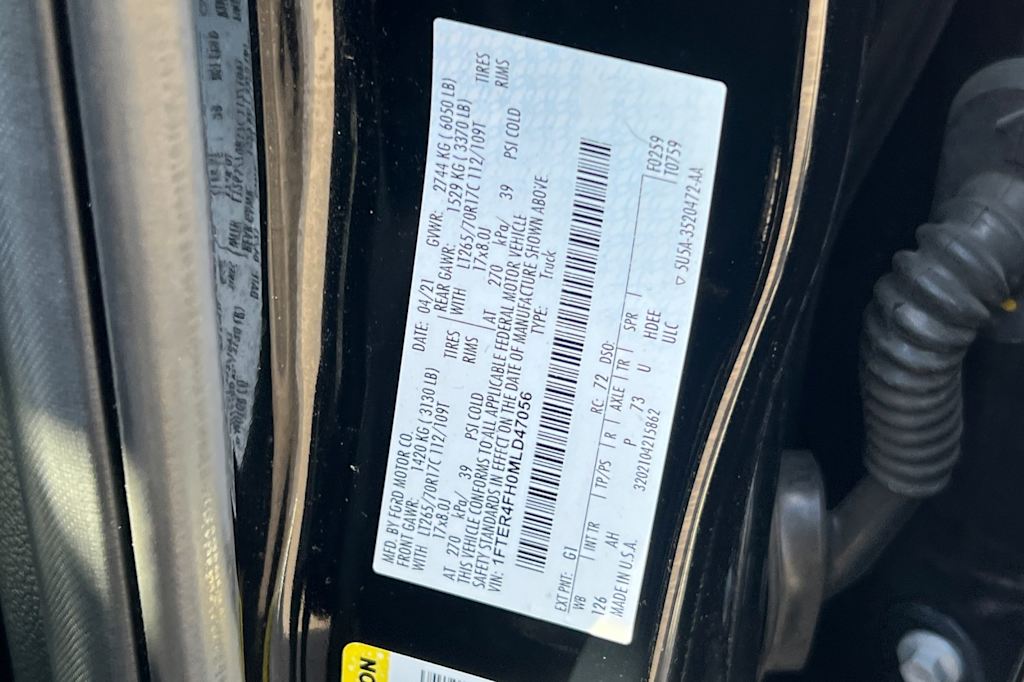 MFD. BY FORD MOTOR CO.
DATE: 04/21 GVWR: 2744 KG ( 6050 LB)
FRONT GAWR: 1420 KG ( 3130 LB) REAR GAWR: 1529 KG ( 3370 LB)
WITH LT265/70R17C 112/109T TIRES WITH LT265/70R17C 112/109T TIRES
17x8.0J RIMS 17x8.0J RIMS
AT 270 kPa/ 39 PSI COLD AT 270 kPa/ 39 PSI COLD
THIS VEHICLE CONFORMS TO ALL APPLICABLE FEDERAL MOTOR VEHICLE
SAFETY STANDARDS IN EFFECT ON THE DATE OF MANUFACTURE SHOWN ABOVE.
VIN: 1FTER4FH0MLD47056 TYPE: Truck
EXT PNT: G1 RC: 72 DSO: F0259
WB INT TR TP/PS R AXLE TR SPR T0759
126 AH P 73 U HDEE
MADE IN U.S.A. 3202104215862 ULC
▽ SU5A-3520472-AA
ON